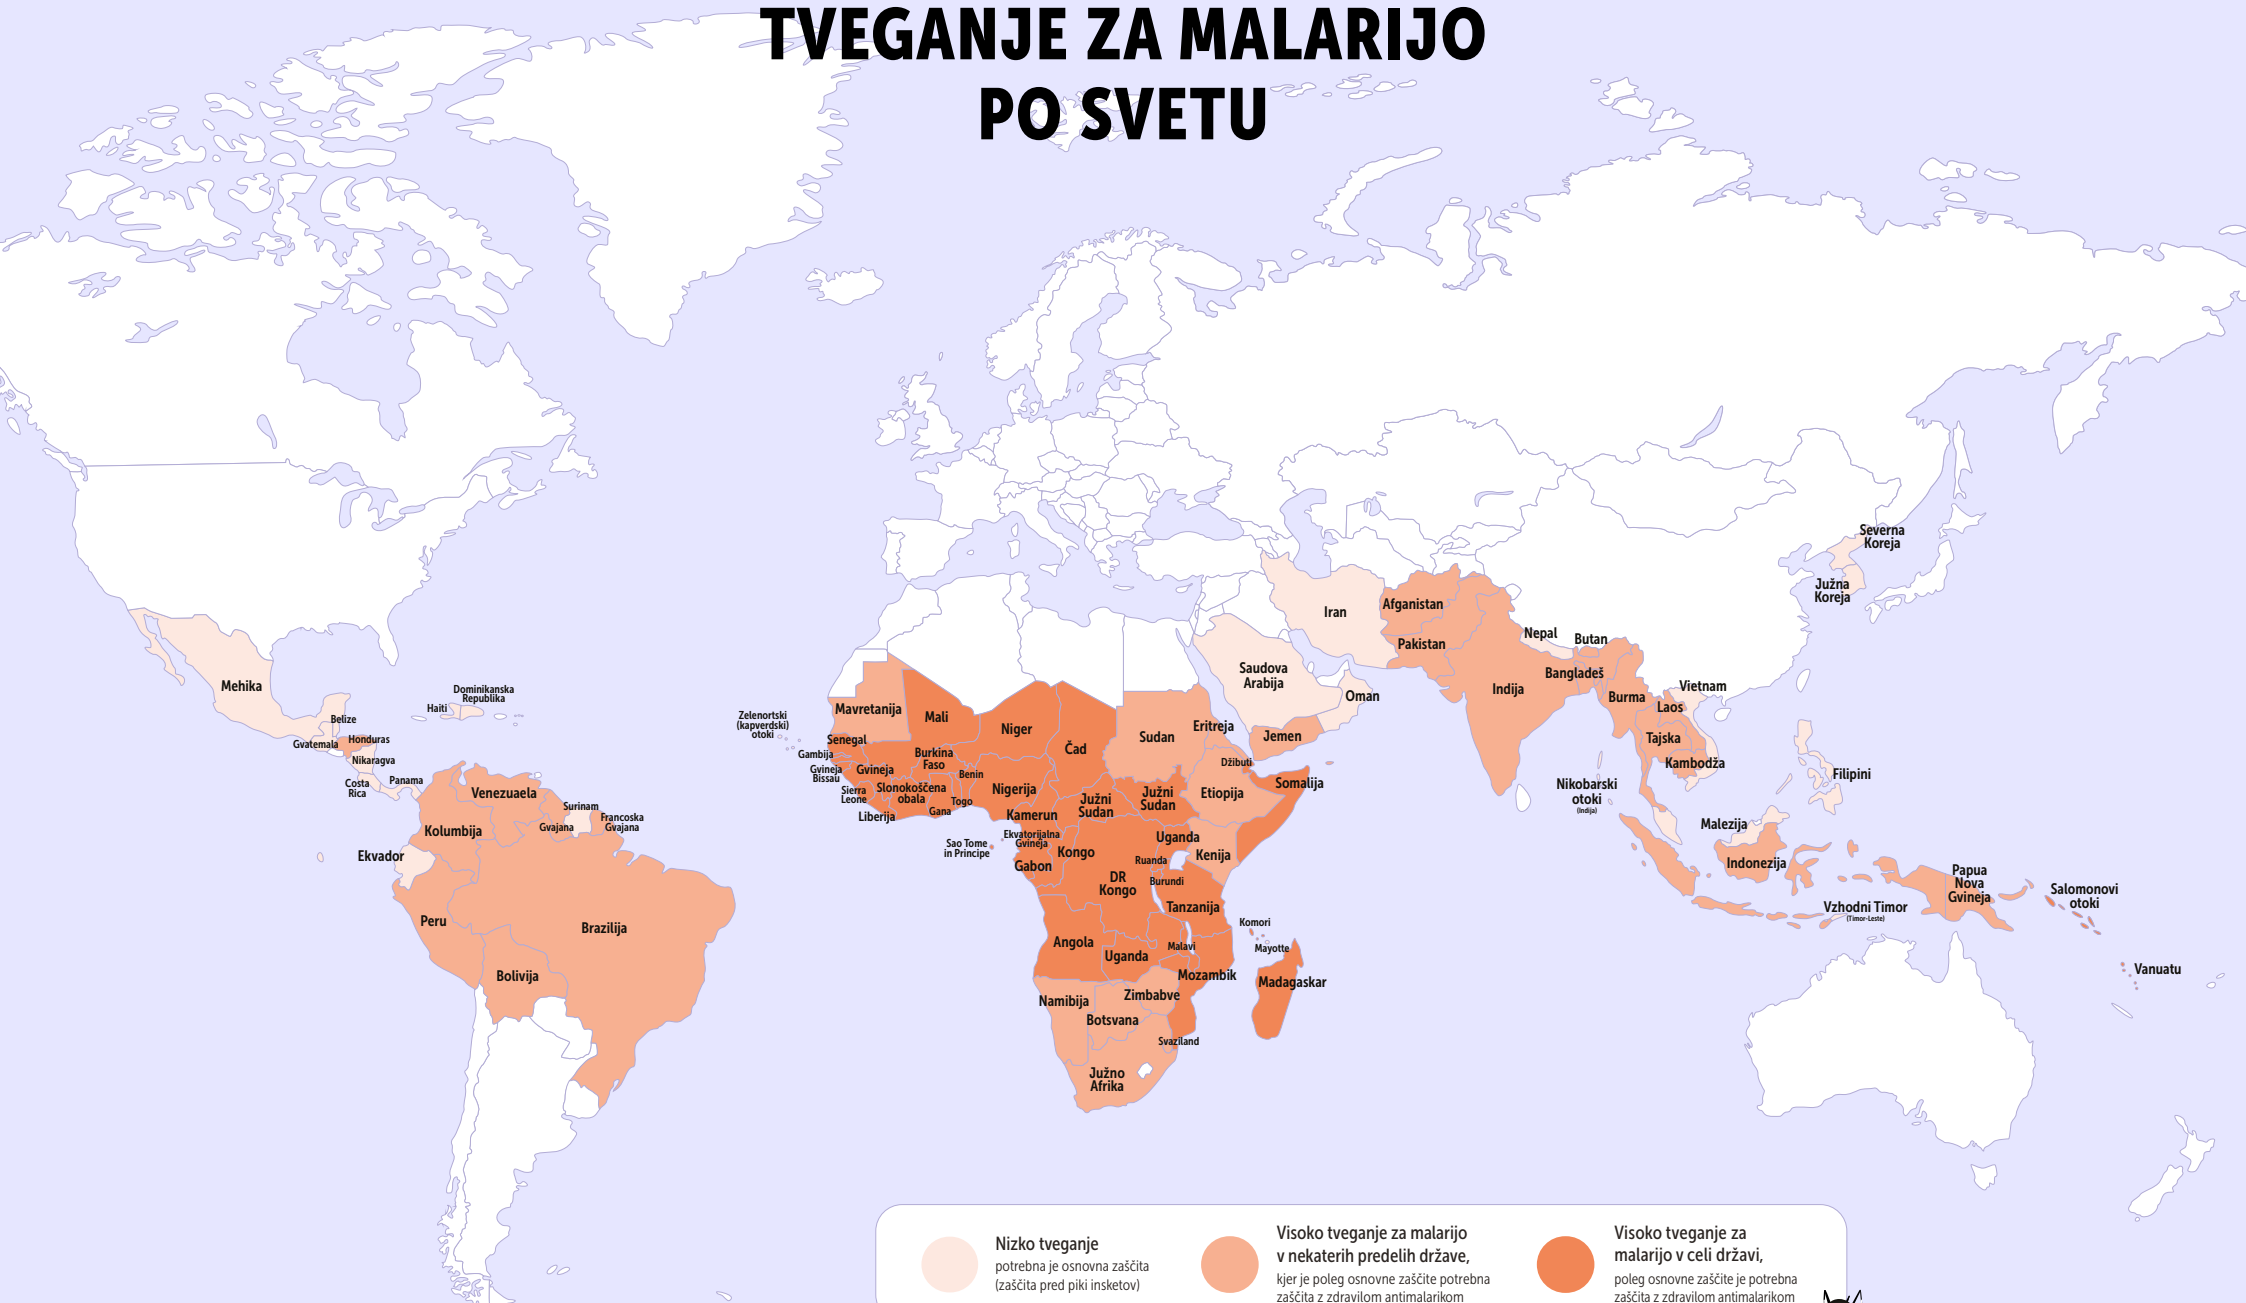 TVEGANJE ZA MALARIJO
PO SVETU
Severna
Koreja
Južna
Koreja
Iran
Afganistan
Pakistan
Nepal
Butan
Bangladeš
Indija
Burma
Vietnam
Laos
Tajska
Kambodža
Filipini
Nikobarski
otoki
(Indija)
Malezija
Indonezija
Vzhodni Timor
(Timor-Leste)
Papua
Nova
Gvineja
Salomonovi
otoki
Vanuatu
Saudova
Arabija
Oman
Jemen
Mehika
Belize
Gvatemala
Honduras
Nikaragva
Costa
Rica
Panama
Haiti
Dominikanska
Republika
Venezuaela
Kolumbija
Ekvador
Surinam
Gvajana
Francoska
Gvajana
Peru
Brazilija
Bolivija
Zelenortski
(kapverdski)
otoki
Mavretanija
Mali
Niger
Čad
Sudan
Eritreja
Džibuti
Somalija
Etiopija
Senegal
Gambija
Gvineja
Bissau
Gvineja
Sierra
Leone
Liberija
Slonokoščena
obala
Burkina
Faso
Gana
Togo
Benin
Nigerija
Kamerun
Južni
Sudan
Južni
Sudan
Ekvatorijalna
Gvineja
Sao Tome
in Principe
Gabon
Kongo
DR
Kongo
Uganda
Kenija
Ruanda
Burundi
Tanzanija
Angola
Uganda
Malavi
Mozambik
Komori
Mayotte
Madagaskar
Zimbabve
Namibija
Botsvana
Svaziland
Južno
Afrika
Nizko tveganje
potrebna je osnovna zaščita
(zaščita pred piki insketov)
Visoko tveganje za malarijo
v nekaterih predelih države,
kjer je poleg osnovne zaščite potrebna
zaščita z zdravilom antimalarikom
Visoko tveganje za
malarijo v celi državi,
poleg osnovne zaščite je potrebna
zaščita z zdravilom antimalarikom